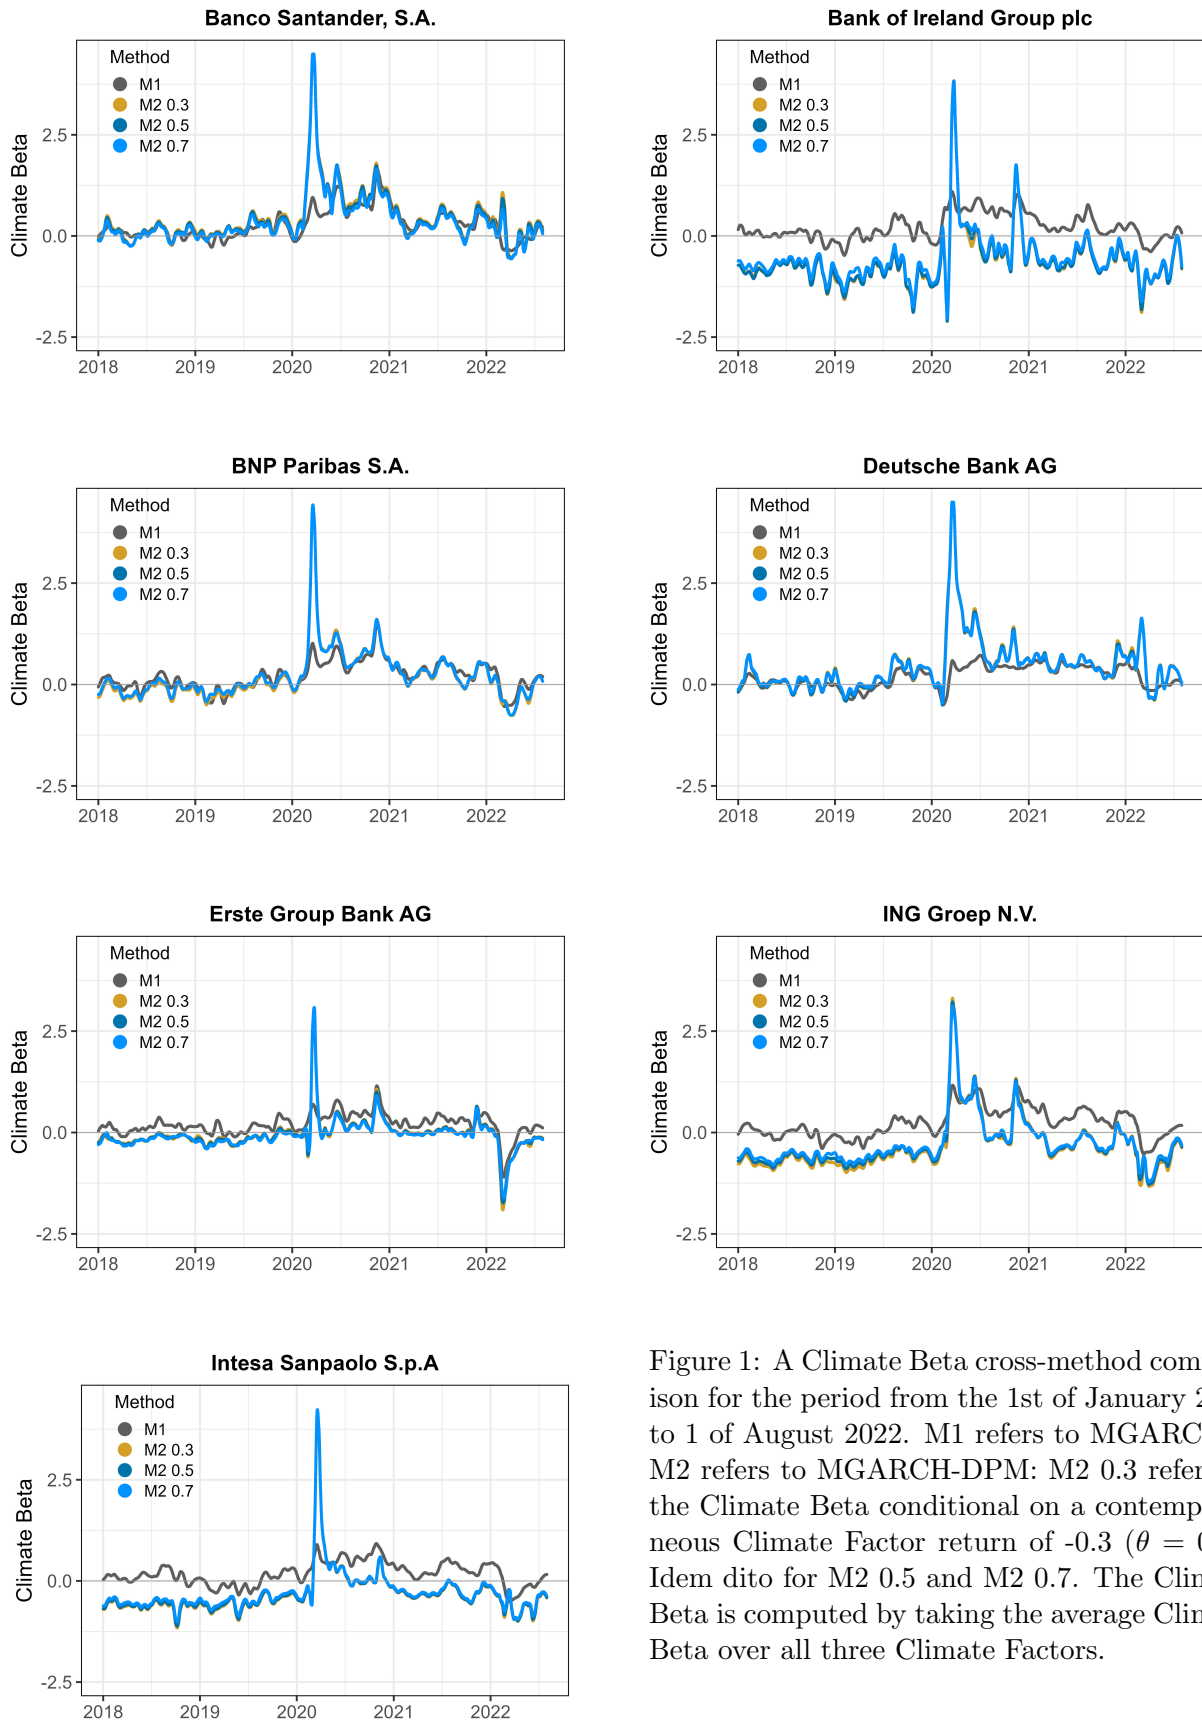 Banco Santander, S.A.
Method
M1
M2 0.3
M2 0.5
M2 0.7
Climate Beta
2.5
0.0
-2.5
2018 2019 2020 2021 2022
Bank of Ireland Group plc
Method
M1
M2 0.3
M2 0.5
M2 0.7
Climate Beta
2.5
0.0
-2.5
2018 2019 2020 2021 2022
BNP Paribas S.A.
Method
M1
M2 0.3
M2 0.5
M2 0.7
Climate Beta
2.5
0.0
-2.5
2018 2019 2020 2021 2022
Deutsche Bank AG
Method
M1
M2 0.3
M2 0.5
M2 0.7
Climate Beta
2.5
0.0
-2.5
2018 2019 2020 2021 2022
Erste Group Bank AG
Method
M1
M2 0.3
M2 0.5
M2 0.7
Climate Beta
2.5
0.0
-2.5
2018 2019 2020 2021 2022
ING Groep N.V.
Method
M1
M2 0.3
M2 0.5
M2 0.7
Climate Beta
2.5
0.0
-2.5
2018 2019 2020 2021 2022
Intesa Sanpaolo S.p.A
Method
M1
M2 0.3
M2 0.5
M2 0.7
Climate Beta
2.5
0.0
-2.5
2018 2019 2020 2021 2022
Figure 1: A Climate Beta cross-method com
ison for the period from the 1st of January
to 1 of August 2022. M1 refers to MGARC
M2 refers to MGARCH-DPM: M2 0.3 refer
the Climate Beta conditional on a contemp
neous Climate Factor return of -0.3 (θ =
Idem dito for M2 0.5 and M2 0.7. The Clim
Beta is computed by taking the average Clim
Beta over all three Climate Factors.